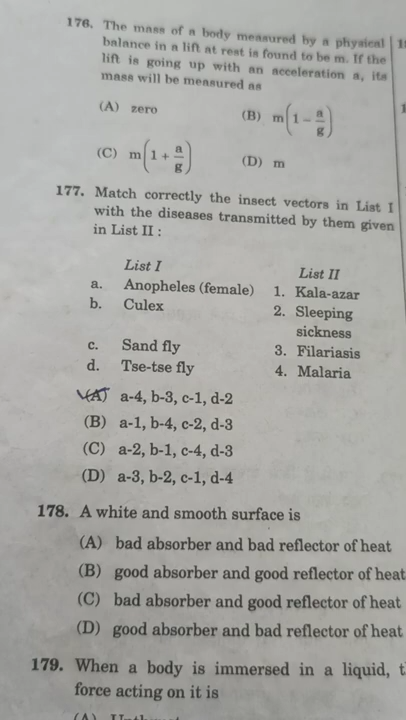 176. The mass of a body measured by a physical
balance in a lift at rest is found to be m. If the
lift is going up with an acceleration a, its
mass will be measured as
(A) zero (B) m(1 - a/g)
(C) m(1 + a/g) (D) m
177. Match correctly the insect vectors in List I
with the diseases transmitted by them given
in List II :
List I List II
a. Anopheles (female) 1. Kala-azar
b. Culex 2. Sleeping
sickness
c. Sand fly 3. Filariasis
d. Tse-tse fly 4. Malaria
(A) a-4, b-3, c-1, d-2
(B) a-1, b-4, c-2, d-3
(C) a-2, b-1, c-4, d-3
(D) a-3, b-2, c-1, d-4
178. A white and smooth surface is
(A) bad absorber and bad reflector of heat
(B) good absorber and good reflector of heat
(C) bad absorber and good reflector of heat
(D) good absorber and bad reflector of heat
179. When a body is immersed in a liquid, t
force acting on it is
(A)